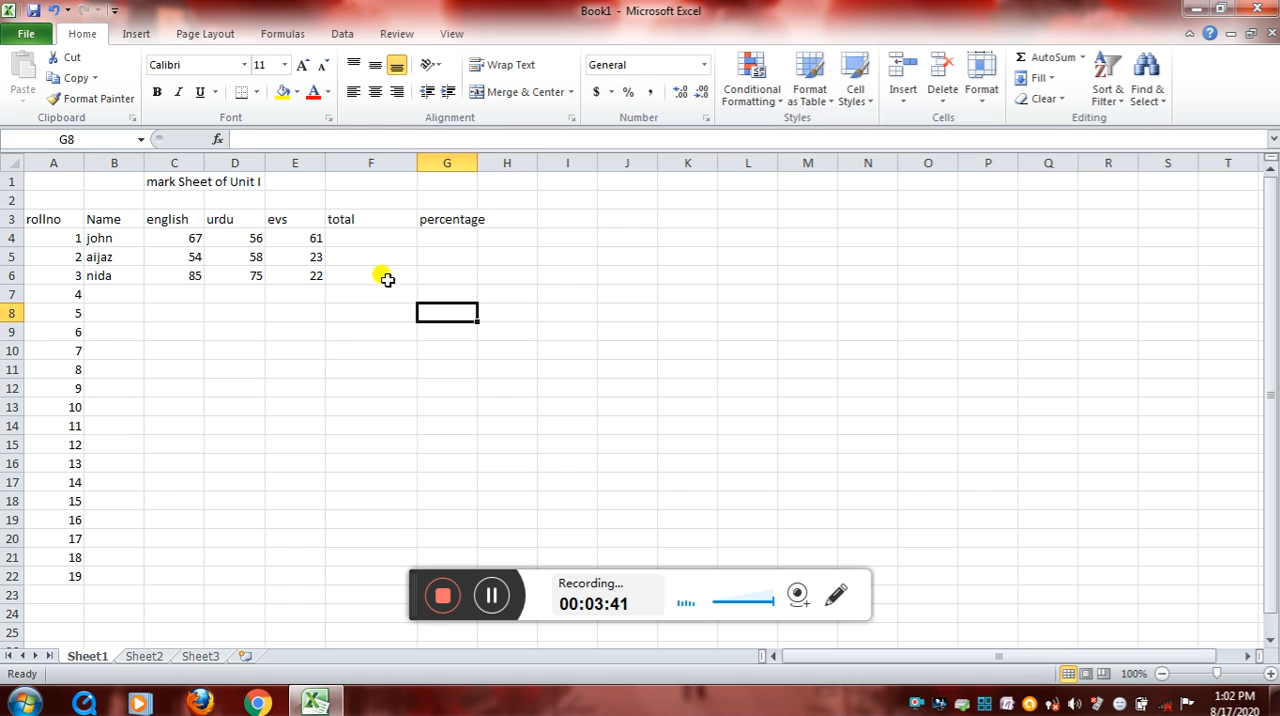 Book1 - Microsoft Excel
File Home Insert Page Layout Formulas Data Review View
Paste Cut Calibri 11 Wrap Text General Conditional Formatting Format as Table Cell Styles Insert Delete Format AutoSum Sort & Filter Find & Select
Copy Fill
Format Painter B I U A Merge & Center $ % , Clear
Clipboard Font Alignment Number Styles Cells Editing
G8 fx
A B C D E F G H I J K L M N O P Q R S T
1 mark Sheet of Unit I
2
3 rollno Name english urdu evs total percentage
4 1 john 67 56 61
5 2 aijaz 54 58 23
6 3 nida 85 75 22
7 4
8 5
9 6
10 7
11 8
12 9
13 10
14 11
15 12
16 13
17 14
18 15
19 16
20 17
21 18
22 19
23
24
25
Recording...
00:03:41
Sheet1 Sheet2 Sheet3
Ready 100%
1:02 PM
8/17/2020